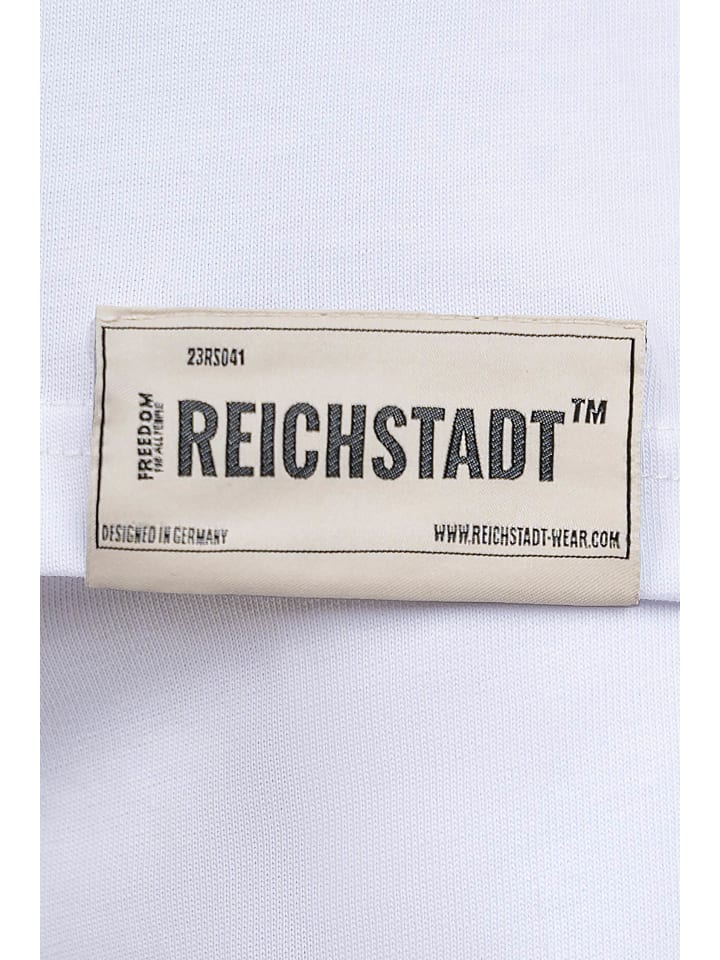 23RS041
FREEDOM
FOR ALL PEOPLE
REICHSTADT™
DESIGNED IN GERMANY
WWW.REICHSTADT-WEAR.COM